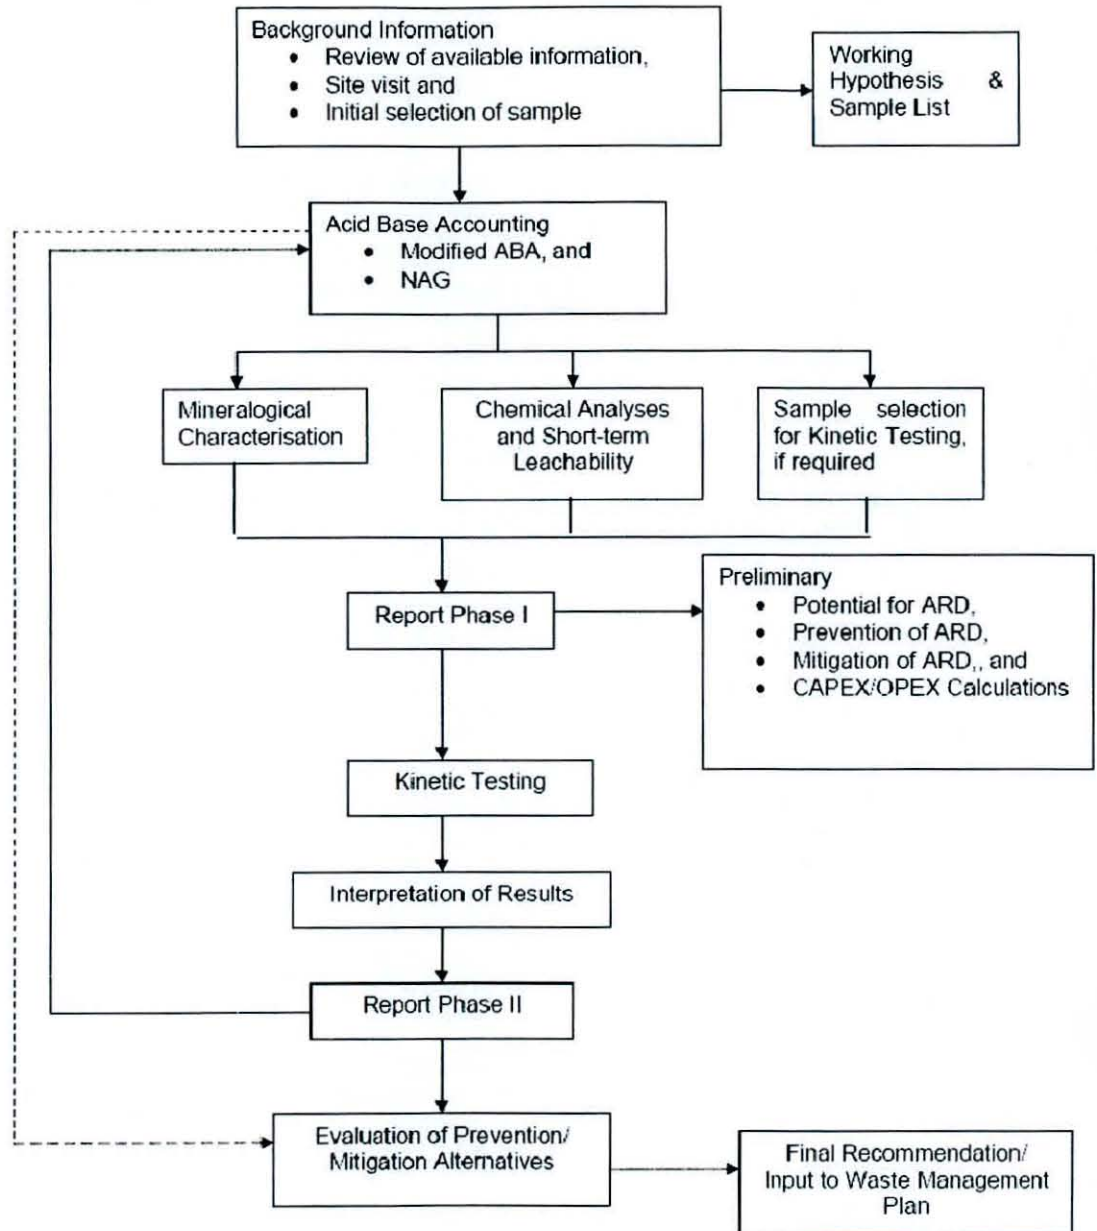 Background Information
• Review of available information,
• Site visit and
• Initial selection of sample
Working
Hypothesis &
Sample List
Acid Base Accounting
• Modified ABA, and
• NAG
Mineralogical
Characterisation
Chemical Analyses
and Short-term
Leachability
Sample selection
for Kinetic Testing,
if required
Report Phase I
Preliminary
• Potential for ARD,
• Prevention of ARD,
• Mitigation of ARD,, and
• CAPEX/OPEX Calculations
Kinetic Testing
Interpretation of Results
Report Phase II
Evaluation of Prevention/
Mitigation Alternatives
Final Recommendation/
Input to Waste Management
Plan